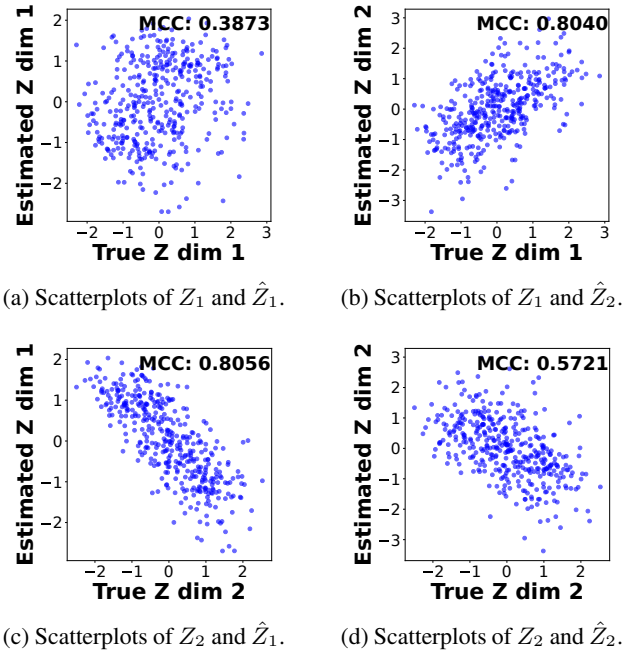 MCC: 0.3873
Estimated Z dim 1
2
1
0
−1
−2
−2 −1 0 1 2 3
True Z dim 1
(a) Scatterplots of Z₁ and Ẑ₁.
MCC: 0.8040
Estimated Z dim 2
3
2
1
0
−1
−2
−3
−2 −1 0 1 2 3
True Z dim 1
(b) Scatterplots of Z₁ and Ẑ₂.
MCC: 0.8056
Estimated Z dim 1
2
1
0
−1
−2
−2 −1 0 1 2
True Z dim 2
(c) Scatterplots of Z₂ and Ẑ₁.
MCC: 0.5721
Estimated Z dim 2
3
2
1
0
−1
−2
−3
−2 −1 0 1 2
True Z dim 2
(d) Scatterplots of Z₂ and Ẑ₂.